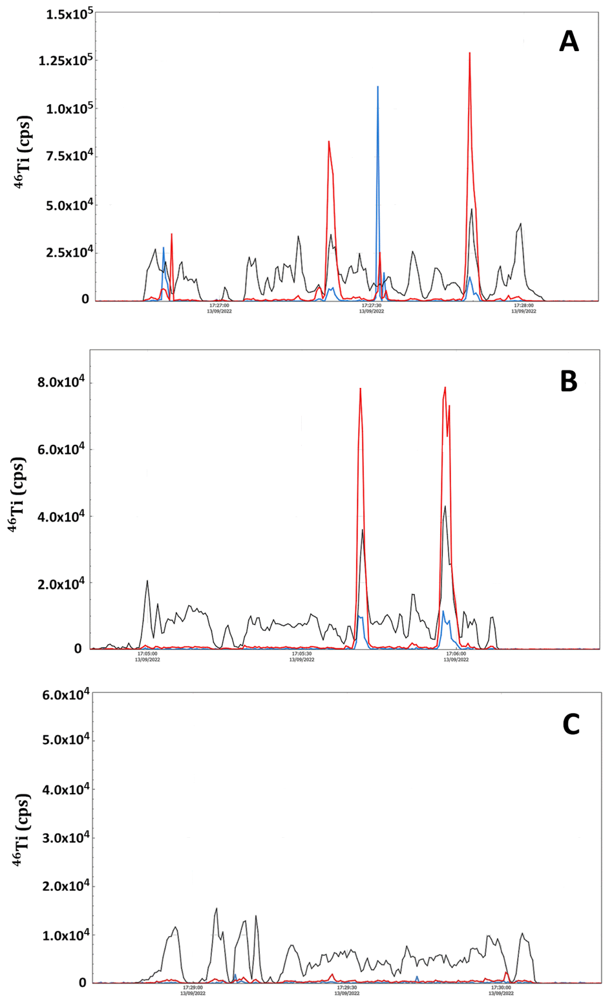 A
1.5x10⁵
1.25x10⁵
1.0x10⁵
7.5x10⁴
5.0x10⁴
2.5x10⁴
0
⁴⁶Ti (cps)
17:27:00 17:27:30 17:28:00
13/09/2022 13/09/2022 13/09/2022
B
8.0x10⁴
6.0x10⁴
4.0x10⁴
2.0x10⁴
0
⁴⁶Ti (cps)
17:05:00 17:05:30 17:06:00
13/09/2022 13/09/2022 13/09/2022
C
6.0x10⁴
5.0x10⁴
4.0x10⁴
3.0x10⁴
2.0x10⁴
1.0x10⁴
0
⁴⁶Ti (cps)
17:29:00 17:29:30 17:30:00
13/09/2022 13/09/2022 13/09/2022